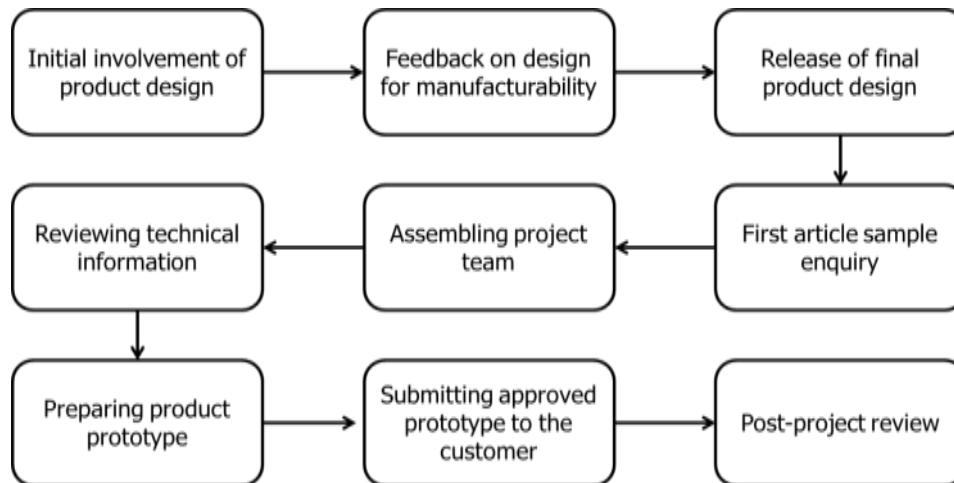 Initial involvement of
product design
Feedback on design
for manufacturability
Release of final
product design
First article sample
enquiry
Assembling project
team
Reviewing technical
information
Preparing product
prototype
Submitting approved
prototype to the
customer
Post-project review